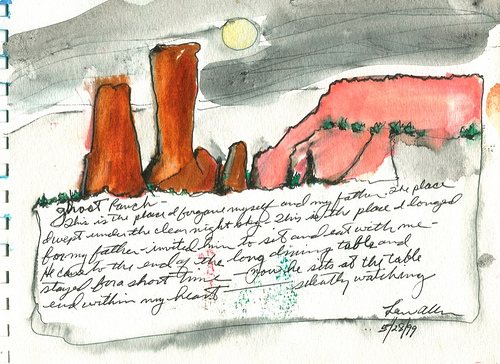 Ghost Ranch -
This is the place I forgave myself and my father. The place
I wept under the clear night sky. This is the place I longed
for my father - invited him to sit and eat with me -
He came to the end of the long dining table and
stayed for a short time. Now he sits at the table
end within my heart silently watching
5/28/99